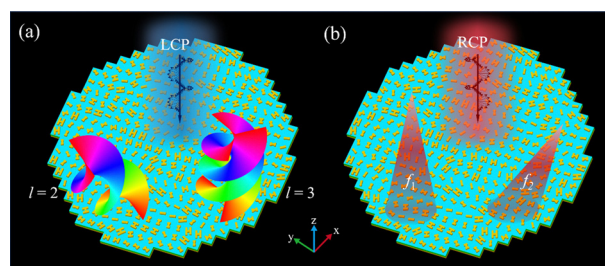 (a)
LCP
l = 2
l = 3
(b)
RCP
f1
f2
z
y
x